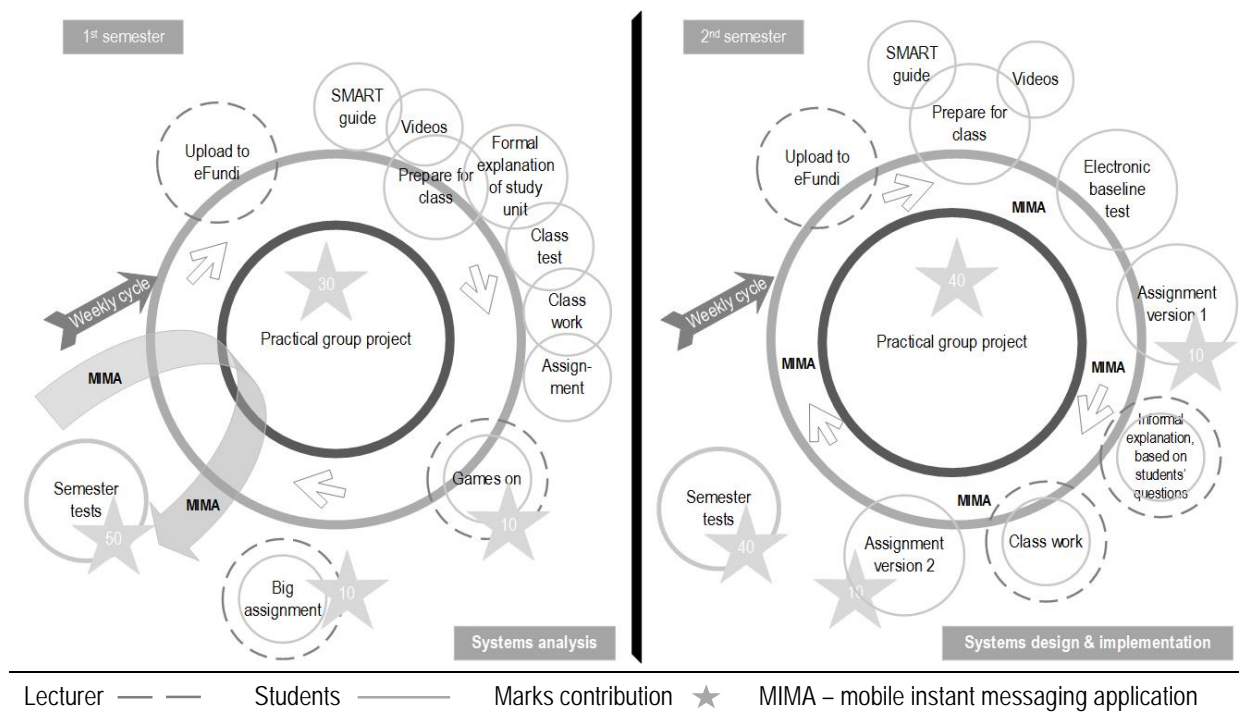 1st semester
SMART
guide
Videos
Upload to
eFundi
Prepare for
class
Formal
explanation
of study
unit
Class
test
Class
work
Assign-
ment
Weekly cycle
30
Practical group project
MIMA
MIMA
Games on
10
Semester
tests
50
Big
assignment
10
Systems analysis
2nd semester
SMART
guide
Videos
Prepare for
class
Upload to
eFundi
Electronic
baseline
test
MIMA
Weekly cycle
40
Practical group project
Assignment
version 1
10
MIMA
MIMA
Informal
explanation,
based on
students'
questions
MIMA
Class work
Semester
tests
40
Assignment
version 2
10
Systems design & implementation
Lecturer Students Marks contribution MIMA – mobile instant messaging application